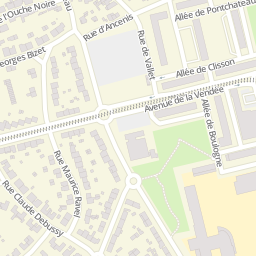 Allée de Pontchateau
l'Ouche Noire
Rue d'Ancenis
Rue de Vallet
Georges Bizet
Allée de Clisson
Avenue de la Vendée
Allée de Boulogne
Rue Maurice Ravel
Rue Claude Debussy